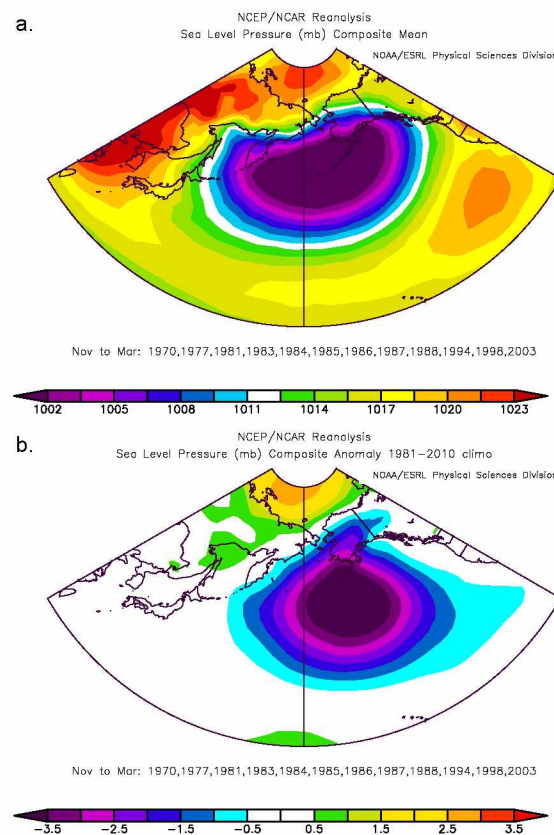 a.
NCEP/NCAR Reanalysis
Sea Level Pressure (mb) Composite Mean
NOAA/ESRL Physical Sciences Division
Nov to Mar: 1970,1977,1981,1983,1984,1985,1986,1987,1988,1994,1998,2003
1002 1005 1008 1011 1014 1017 1020 1023
b.
NCEP/NCAR Reanalysis
Sea Level Pressure (mb) Composite Anomaly 1981-2010 climo
NOAA/ESRL Physical Sciences Division
Nov to Mar: 1970,1977,1981,1983,1984,1985,1986,1987,1988,1994,1998,2003
-3.5 -2.5 -1.5 -0.5 0.5 1.5 2.5 3.5